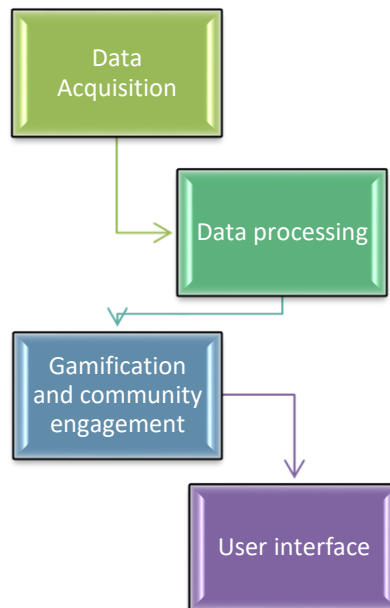 Data
Acquisition
Data processing
Gamification
and community
engagement
User interface